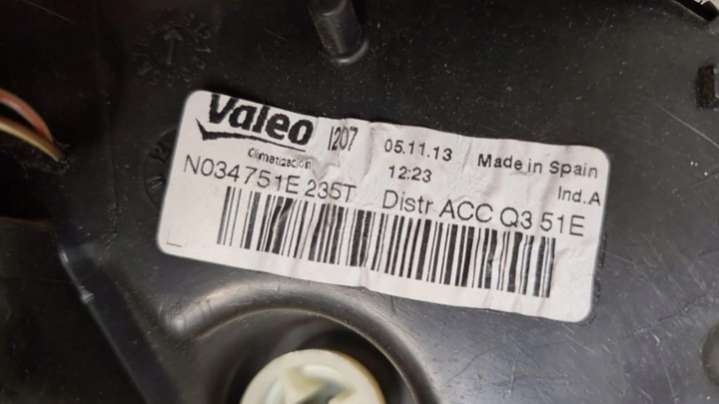 Valeo I207 05.11.13 Made in Spain
Climatización 12:23 Ind.A
N034751E 235T Distr ACC Q3 51E